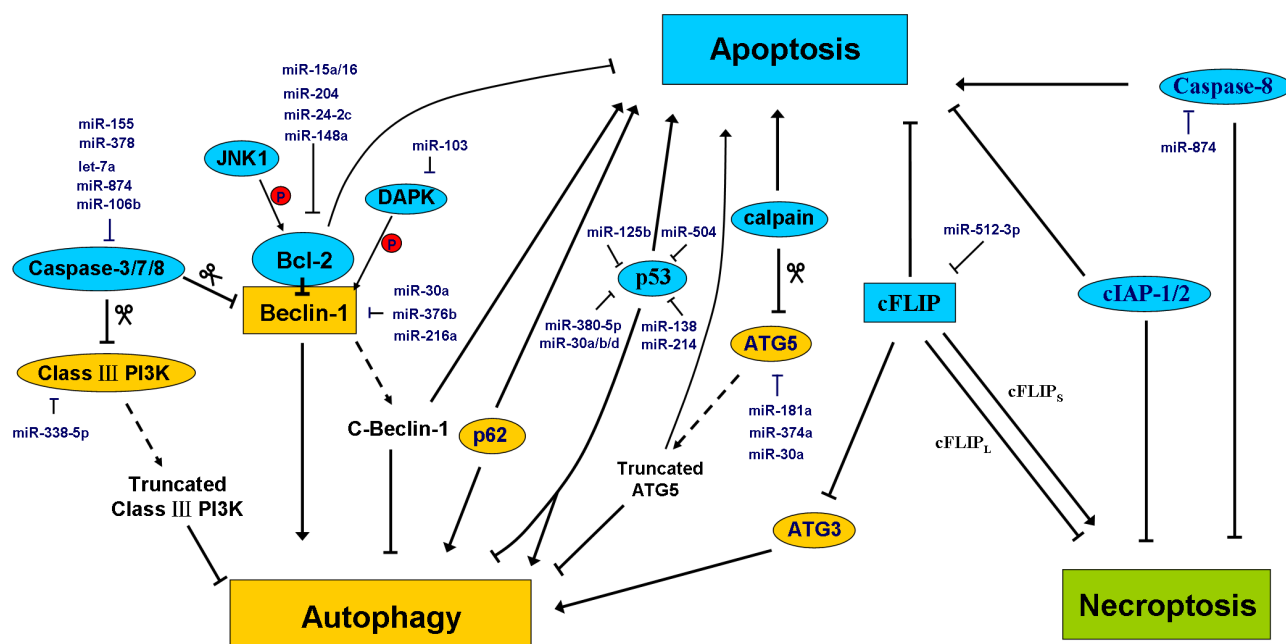 Apoptosis
miR-15a/16
miR-204
miR-24-2c
miR-148a
miR-155
miR-378
let-7a
miR-874
miR-106b
JNK1
P
miR-103
DAPK
P
Caspase-8
miR-874
Caspase-3/7/8
Bcl-2
Beclin-1
miR-30a
miR-376b
miR-216a
miR-125b
miR-504
p53
miR-380-5p
miR-30a/b/d
miR-138
miR-214
calpain
miR-512-3p
cFLIP
cIAP-1/2
Class III PI3K
miR-338-5p
ATG5
miR-181a
miR-374a
miR-30a
C-Beclin-1
p62
cFLIPS
cFLIPL
Truncated
Class III PI3K
Truncated
ATG5
ATG3
Autophagy
Necroptosis